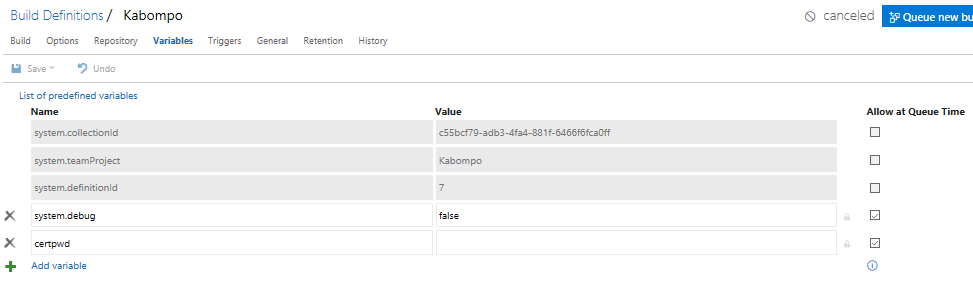 Build Definitions / Kabompo
canceled
Queue new bu
Build Options Repository Variables Triggers General Retention History
Save Undo
List of predefined variables
Name Value Allow at Queue Time
system.collectionId c55bcf79-adb3-4fa4-881f-6466f6fca0ff
system.teamProject Kabompo
system.definitionId 7
system.debug false
certpwd
Add variable